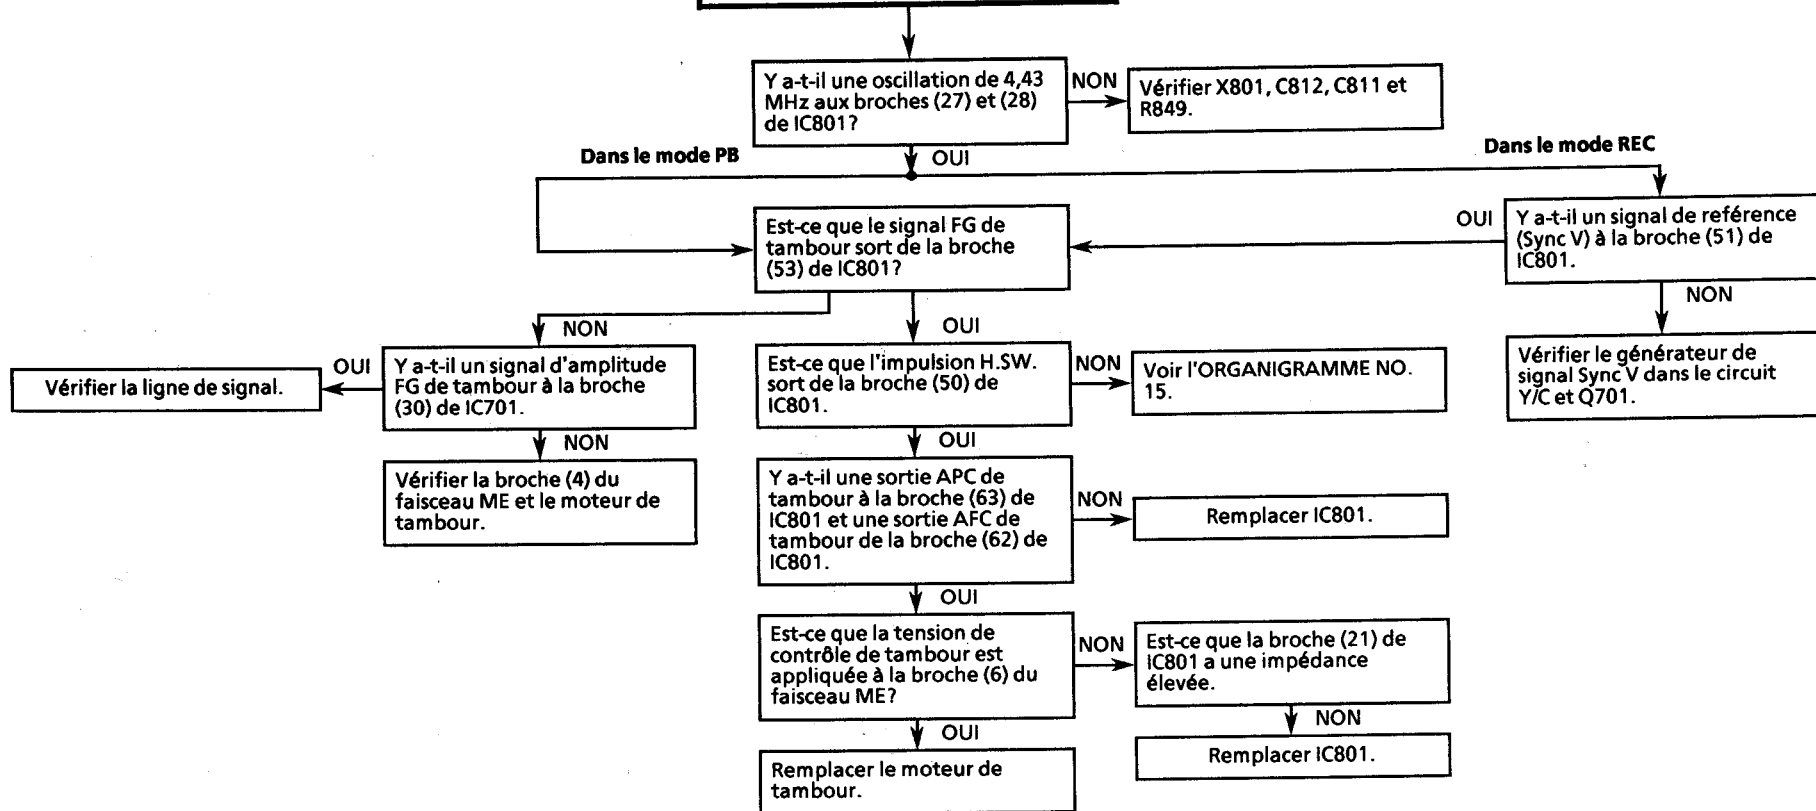 Y a-t-il une oscillation de 4,43
MHz aux broches (27) et (28)
de IC801?
NON
Vérifier X801, C812, C811 et
R849.
OUI
Dans le mode PB
Dans le mode REC
Est-ce que le signal FG de
tambour sort de la broche
(53) de IC801?
OUI
Y a-t-il un signal de reférence
(Sync V) à la broche (51) de
IC801.
NON
Vérifier le générateur de
signal Sync V dans le circuit
Y/C et Q701.
NON
OUI
Vérifier la ligne de signal.
OUI
Y a-t-il un signal d'amplitude
FG de tambour à la broche
(30) de IC701.
NON
Vérifier la broche (4) du
faisceau ME et le moteur de
tambour.
Est-ce que l'impulsion H.SW.
sort de la broche (50) de
IC801.
NON
Voir l'ORGANIGRAMME NO.
15.
OUI
Y a-t-il une sortie APC de
tambour à la broche (63) de
IC801 et une sortie AFC de
tambour de la broche (62) de
IC801.
NON
Remplacer IC801.
OUI
Est-ce que la tension de
contrôle de tambour est
appliquée à la broche (6) du
faisceau ME?
NON
Est-ce que la broche (21) de
IC801 a une impédance
élevée.
NON
Remplacer IC801.
OUI
Remplacer le moteur de
tambour.